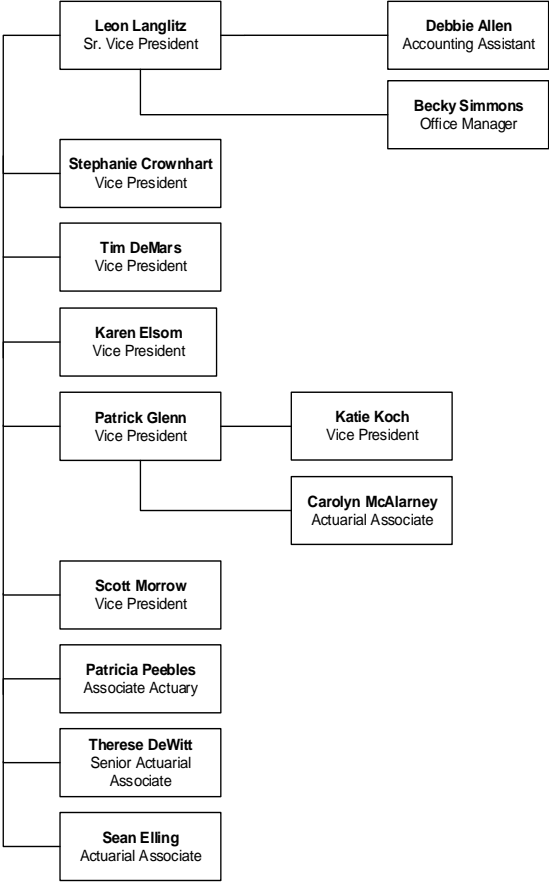 Leon Langlitz
Sr. Vice President
Debbie Allen
Accounting Assistant
Becky Simmons
Office Manager
Stephanie Crownhart
Vice President
Tim DeMars
Vice President
Karen Elsom
Vice President
Patrick Glenn
Vice President
Katie Koch
Vice President
Carolyn McAlarney
Actuarial Associate
Scott Morrow
Vice President
Patricia Peebles
Associate Actuary
Therese DeWitt
Senior Actuarial
Associate
Sean Elling
Actuarial Associate